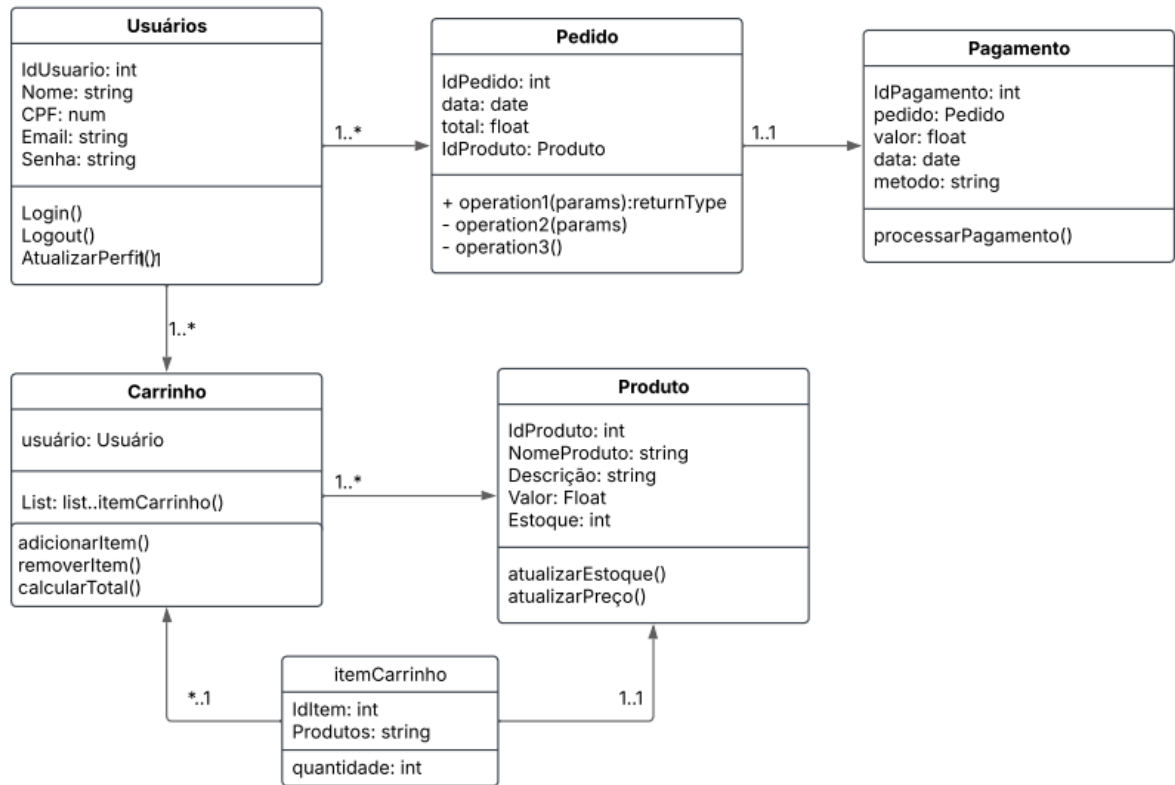 Usuários
IdUsuario: int
Nome: string
CPF: num
Email: string
Senha: string
Login()
Logout()
AtualizarPerfil()
1..*
Pedido
IdPedido: int
data: date
total: float
IdProduto: Produto
+ operation1(params):returnType
- operation2(params)
- operation3()
1..1
Pagamento
IdPagamento: int
pedido: Pedido
valor: float
data: date
metodo: string
processarPagamento()
1..*
Carrinho
usuário: Usuário
List: list..itemCarrinho()
adicionarItem()
removerItem()
calcularTotal()
1..*
Produto
IdProduto: int
NomeProduto: string
Descrição: string
Valor: Float
Estoque: int
atualizarEstoque()
atualizarPreço()
*..1
itemCarrinho
IdItem: int
Produtos: string
quantidade: int
1..1